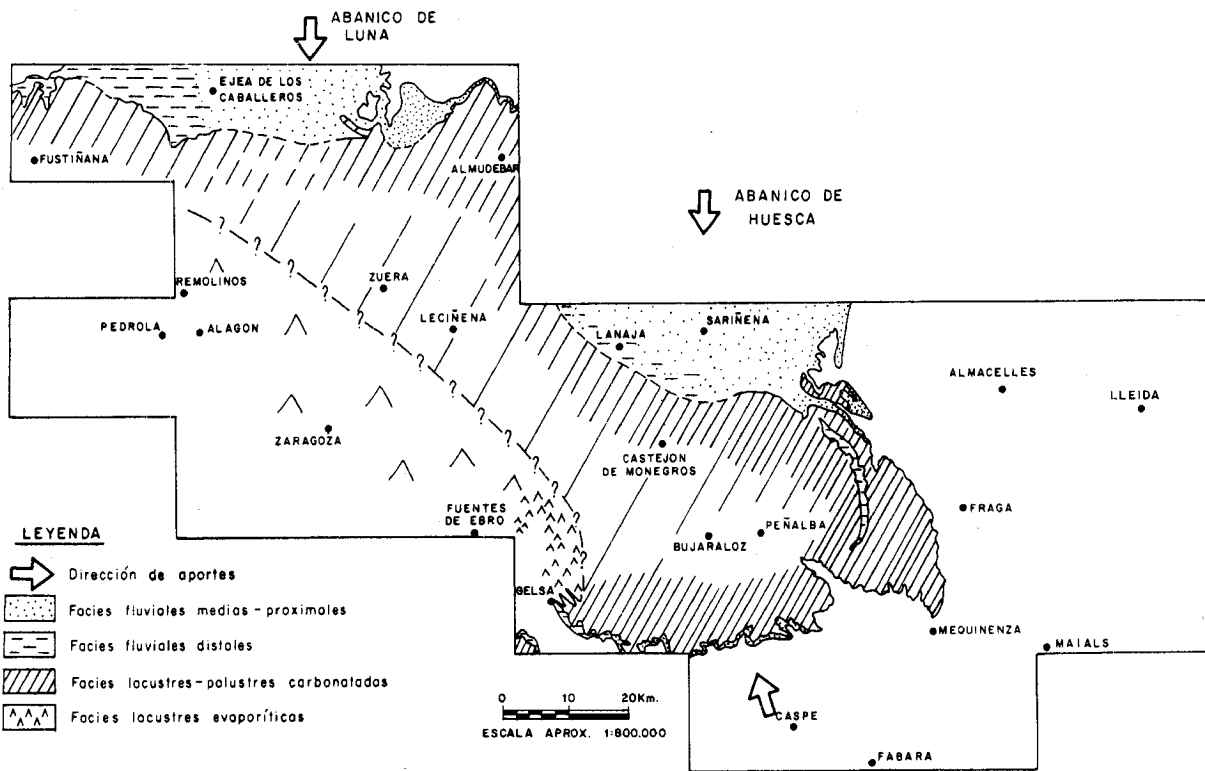 ABANICO DE
LUNA
EJEA DE LOS
CABALLEROS
FUSTIÑANA
ALMUDEBAR
ABANICO DE
HUESCA
REMOLINOS
ZUERA
PEDROLA
ALAGON
LECIÑENA
LANAJA
SARIÑENA
ALMACELLES
LLEIDA
ZARAGOZA
CASTEJON
DE MONEGROS
FUENTES
DE EBRO
BUJARALOZ
PEÑALBA
FRAGA
GELSA
MEQUINENZA
MAIALS
CASPE
FABARA
LEYENDA
Dirección de aportes
Facies fluviales medias-proximales
Facies fluviales distales
Facies lacustres-palustres carbonatadas
Facies lacustres evaporíticas
0 10 20Km.
ESCALA APROX. 1:800.000
? ? ? ? ? ? ? ? ? ? ?